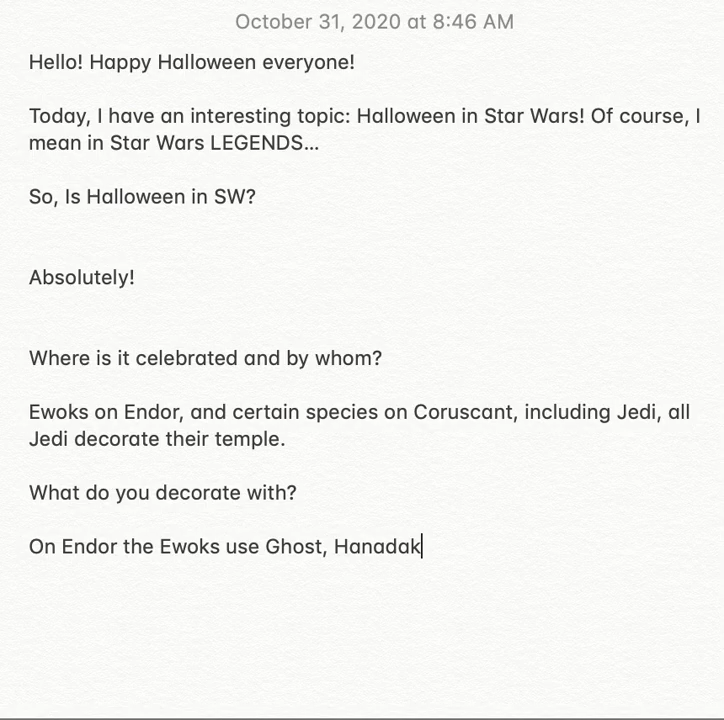 October 31, 2020 at 8:46 AM
Hello! Happy Halloween everyone!
Today, I have an interesting topic: Halloween in Star Wars! Of course, I
mean in Star Wars LEGENDS...
So, Is Halloween in SW?
Absolutely!
Where is it celebrated and by whom?
Ewoks on Endor, and certain species on Coruscant, including Jedi, all
Jedi decorate their temple.
What do you decorate with?
On Endor the Ewoks use Ghost, Hanadak